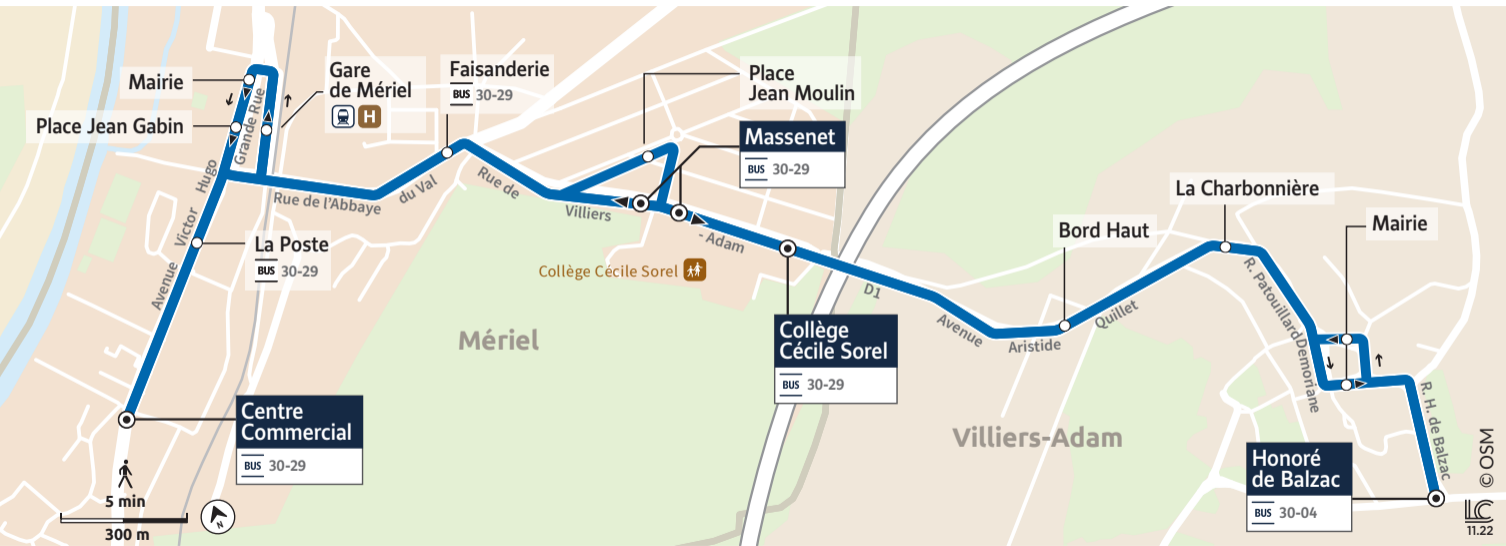 Mairie
Place Jean Gabin
Grande Rue
Gare
de Mériel
H
Faisanderie
BUS 30-29
Place
Jean Moulin
Massenet
BUS 30-29
Rue de l'Abbaye
du Val
Rue de
Villiers
- Adam
Avenue Victor Hugo
La Poste
BUS 30-29
Collège Cécile Sorel
Mériel
Collège
Cécile Sorel
BUS 30-29
D1
Avenue
Aristide
Quillet
Bord Haut
La Charbonnière
Mairie
R. Patouillard Demoriane
R. H. de Balzac
Villiers-Adam
Centre
Commercial
BUS 30-29
Honoré
de Balzac
BUS 30-04
5 min
300 m
N
© OSM
LC
11.22